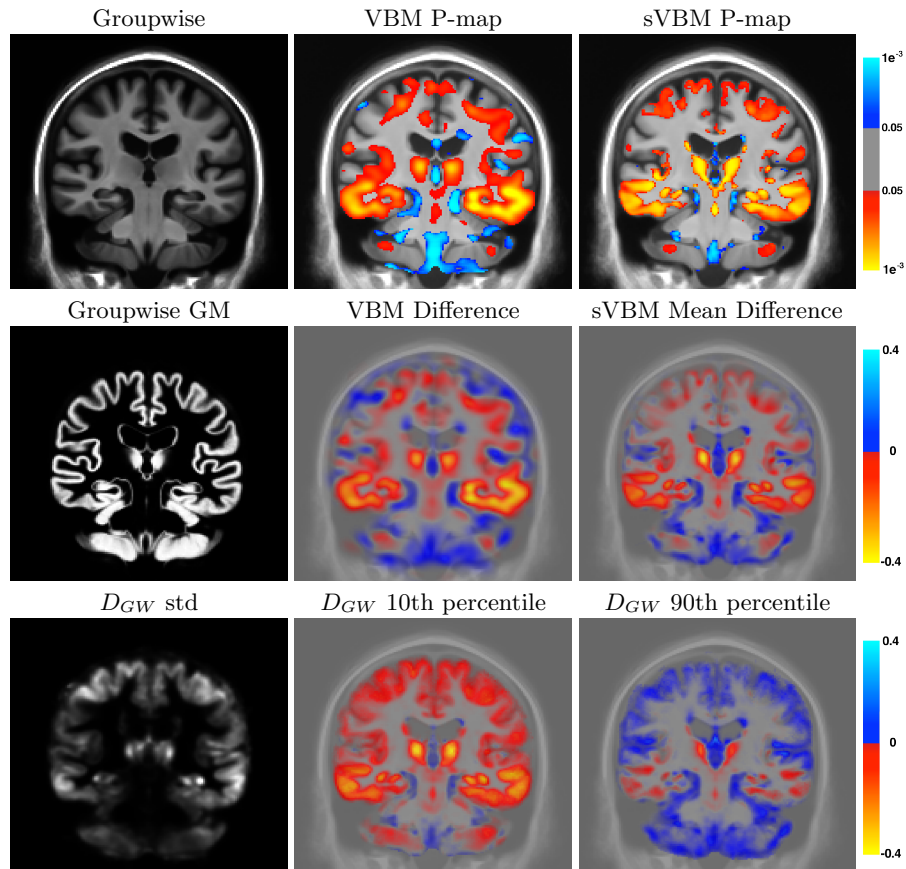 Groupwise
VBM P-map
sVBM P-map
1e⁻³
0.05
0.05
1e⁻³
Groupwise GM
VBM Difference
sVBM Mean Difference
0.4
0
-0.4
D_GW std
D_GW 10th percentile
D_GW 90th percentile
0.4
0
-0.4